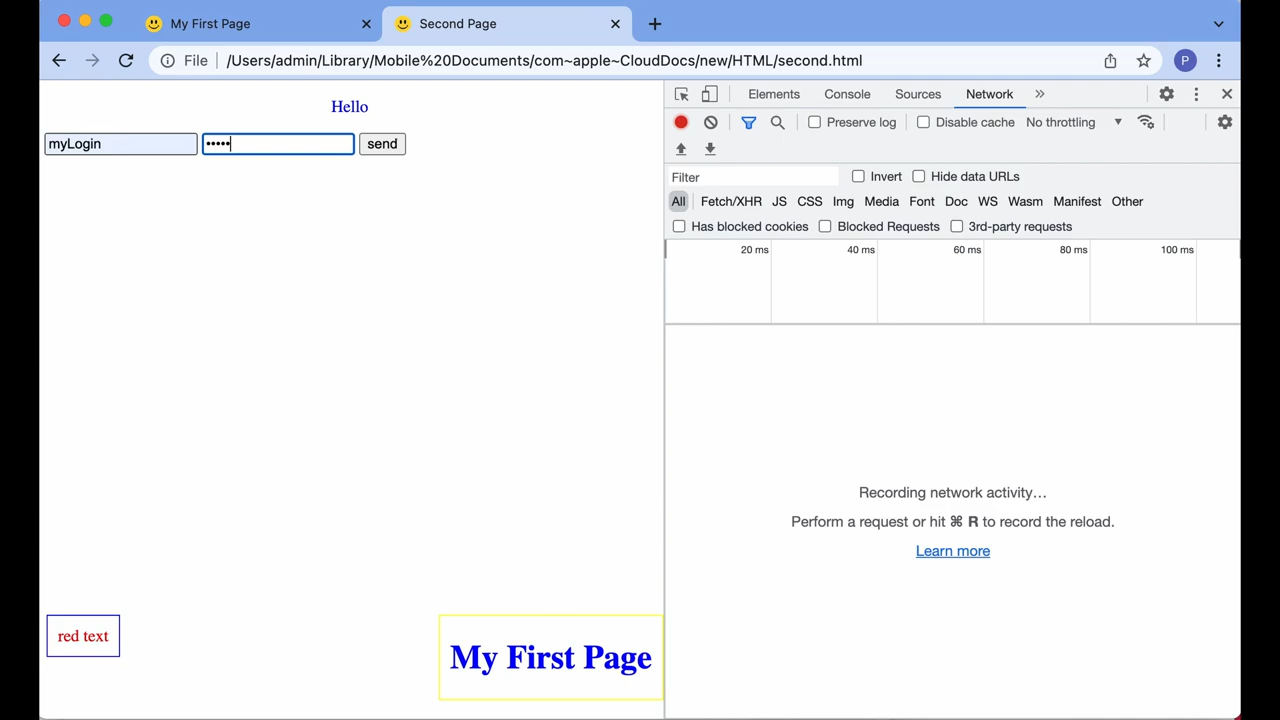 My First Page
Second Page
File
/Users/admin/Library/Mobile%20Documents/com~apple~CloudDocs/new/HTML/second.html
P
Hello
myLogin
•••••
send
red text
My First Page
Elements Console Sources Network
Preserve log Disable cache No throttling
Filter
Invert Hide data URLs
All Fetch/XHR JS CSS Img Media Font Doc WS Wasm Manifest Other
Has blocked cookies Blocked Requests 3rd-party requests
20 ms 40 ms 60 ms 80 ms 100 ms
Recording network activity…
Perform a request or hit ⌘ R to record the reload.
Learn more